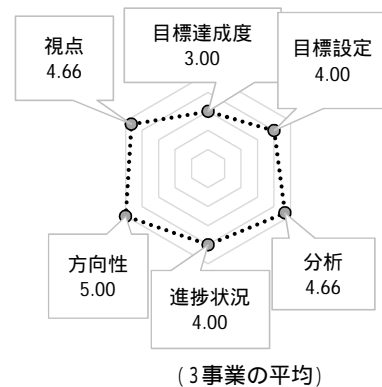 目標達成度
3.00
目標設定
4.00
視点
4.66
分析
4.66
方向性
5.00
進捗状況
4.00
(3事業の平均)